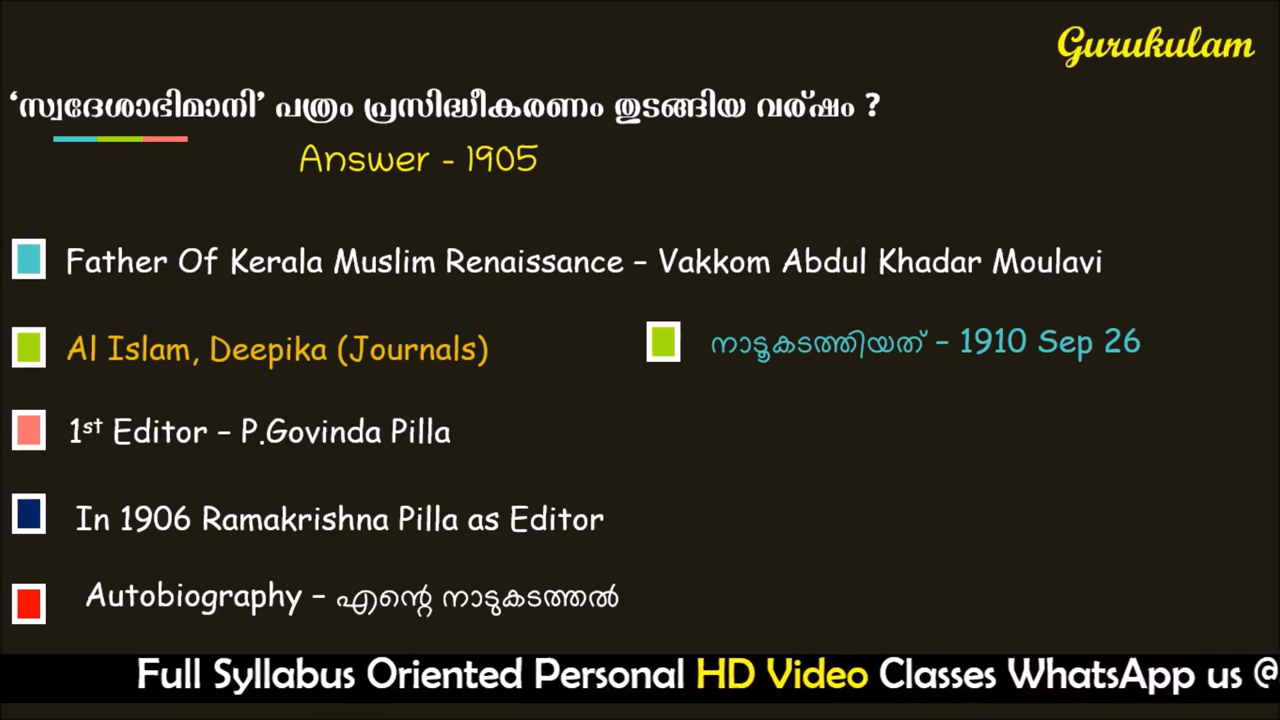 Gurukulam
‘സ്വദേശാഭിമാനി’ പത്രം പ്രസിദ്ധീകരണം തുടങ്ങിയ വര്ഷം ?
Answer - 1905
Father Of Kerala Muslim Renaissance – Vakkom Abdul Khadar Moulavi
Al Islam, Deepika (Journals)
നാടൂകടത്തിയത് – 1910 Sep 26
1st Editor – P.Govinda Pilla
In 1906 Ramakrishna Pilla as Editor
Autobiography – എന്റെ നാടുകടത്തൽ
Full Syllabus Oriented Personal HD Video Classes WhatsApp us @